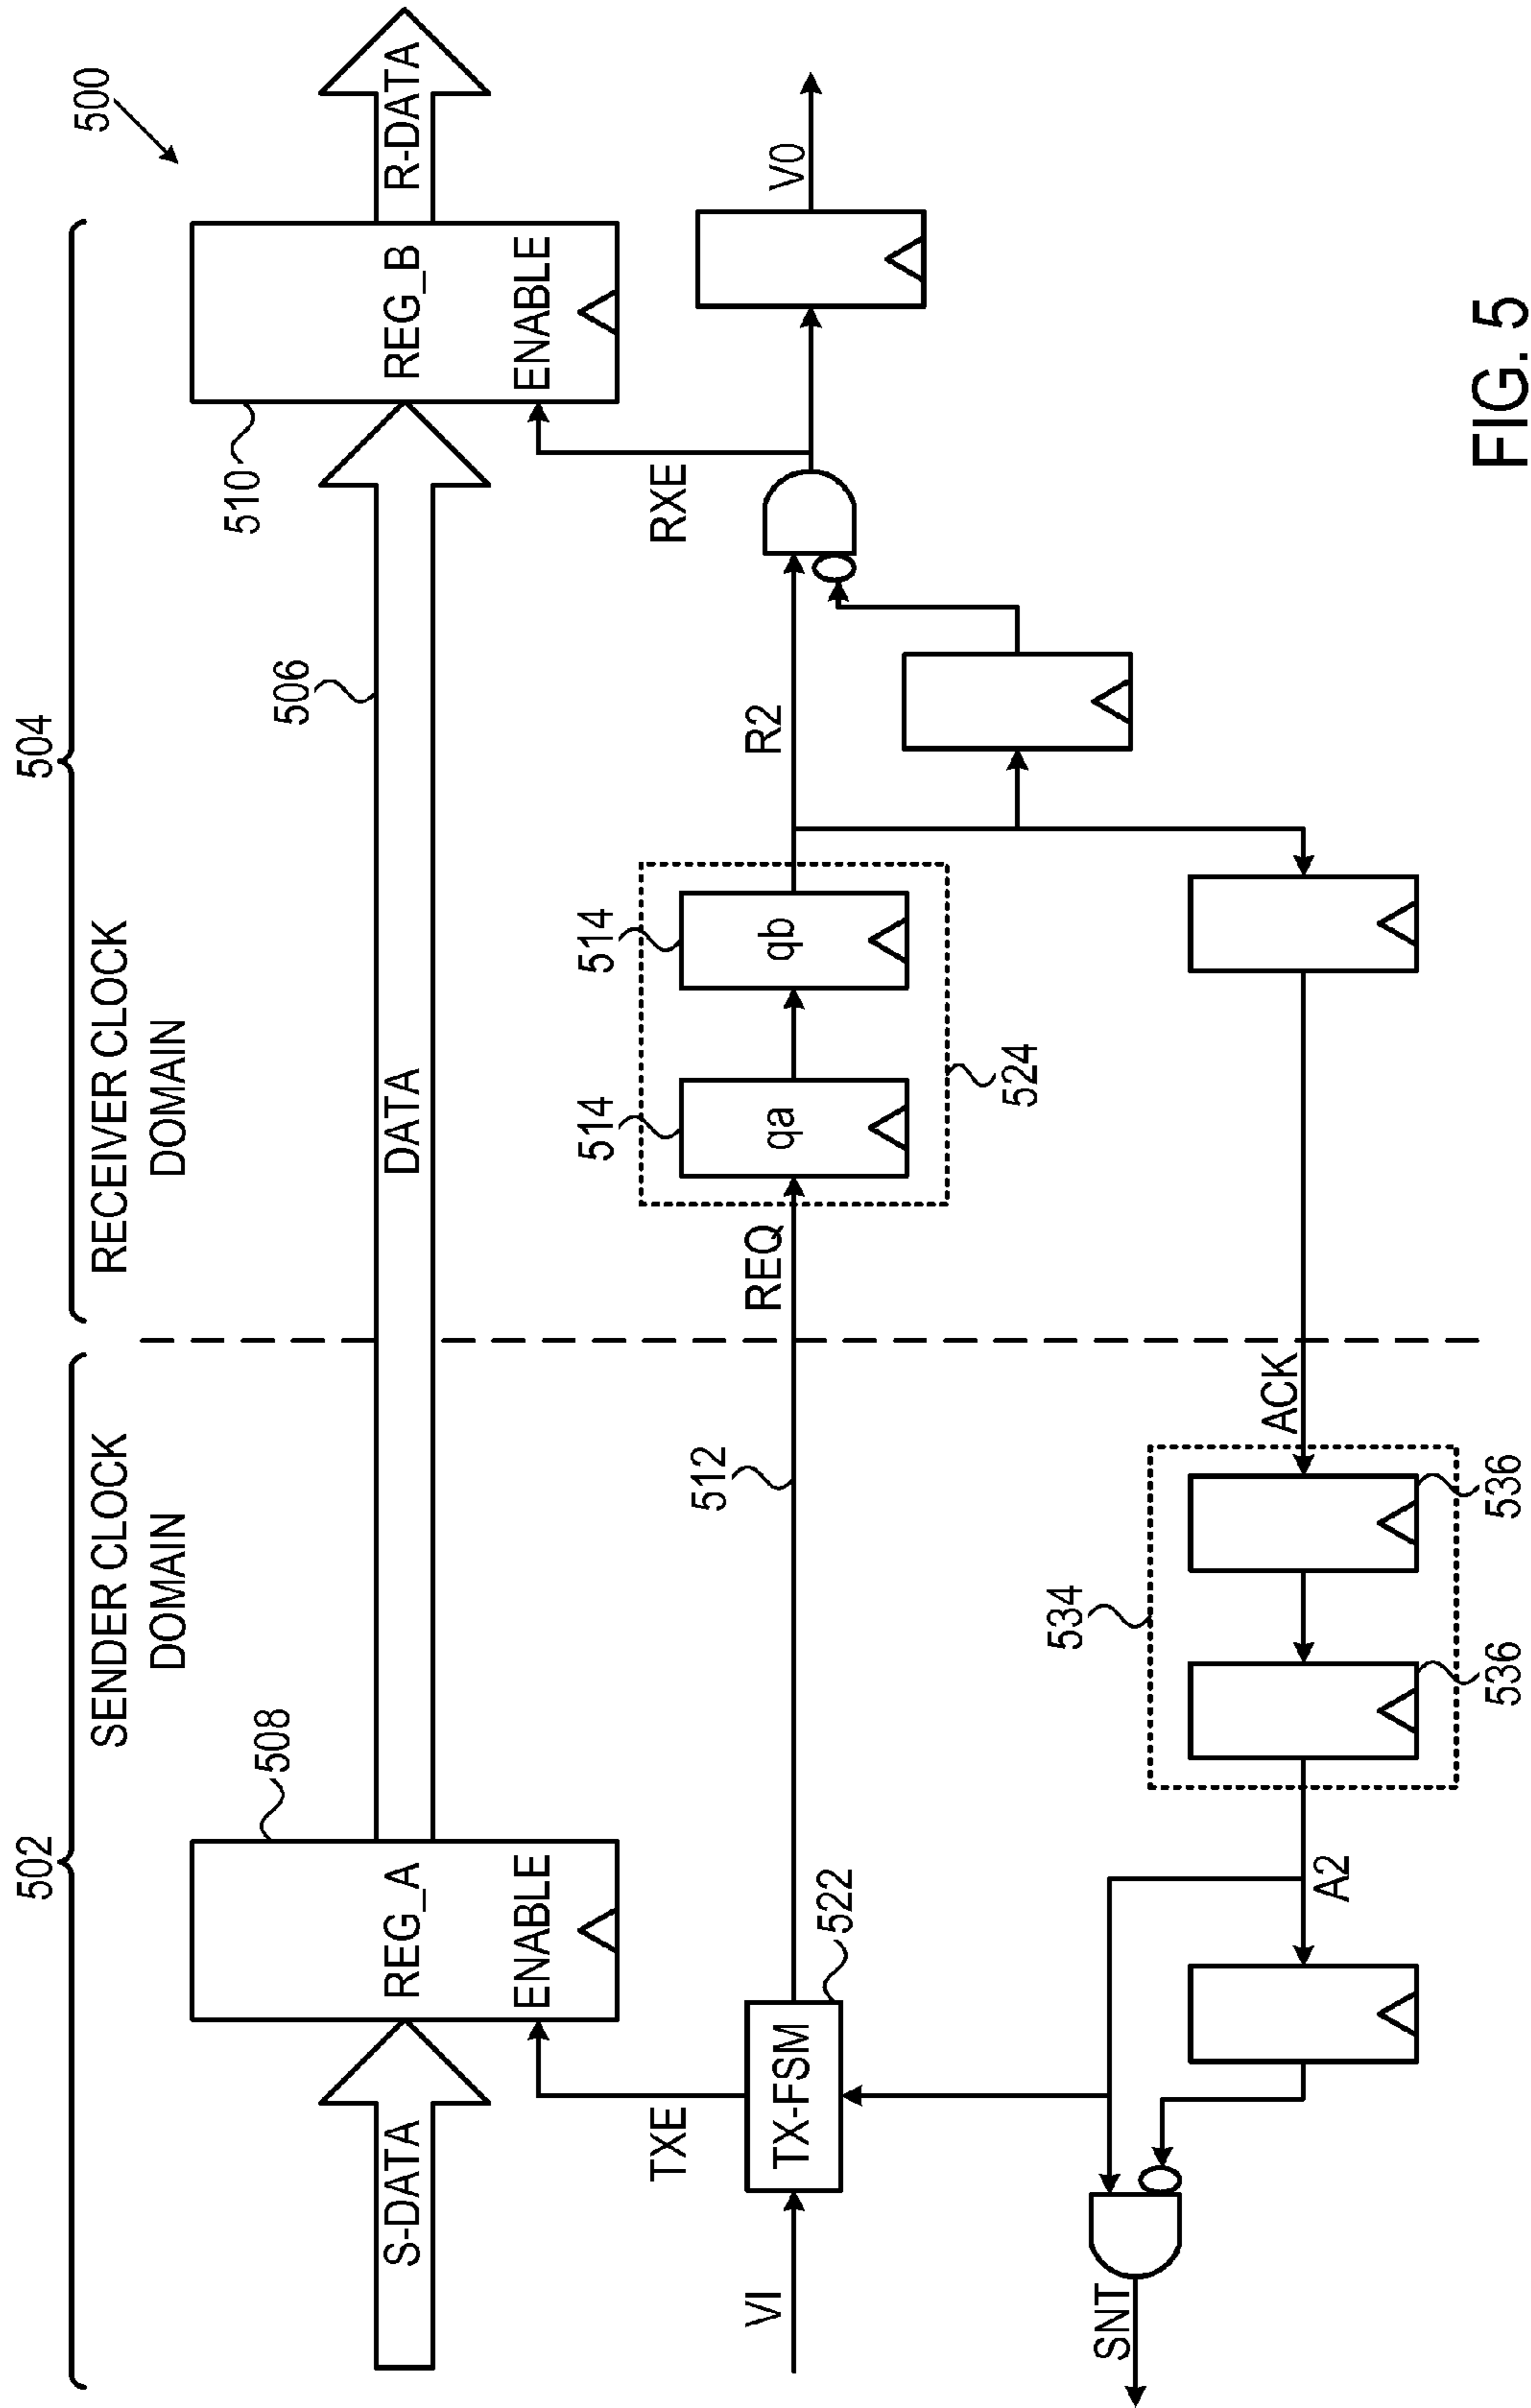 500
502
504
SENDER CLOCK
DOMAIN
RECEIVER CLOCK
DOMAIN
508
506
510
S-DATA
REG_A
ENABLE
DATA
REG_B
ENABLE
R-DATA
TXE
RXE
VI
TX-FSM
522
512
REQ
514
qa
514
qb
524
R2
VO
SNT
A2
534
536
536
ACK
FIG. 5